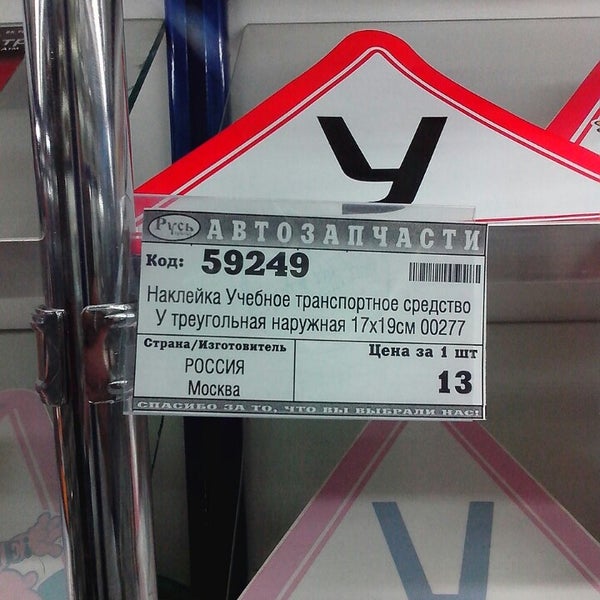 У
Русь
АВТОЗАПЧАСТИ
Код: 59249
Наклейка Учебное транспортное средство
У треугольная наружная 17х19см 00277
Страна/Изготовитель
Цена за 1 шт
РОССИЯ
Москва
13
СПАСИБО ЗА ТО, ЧТО ВЫ ВЫБРАЛИ НАС!
У